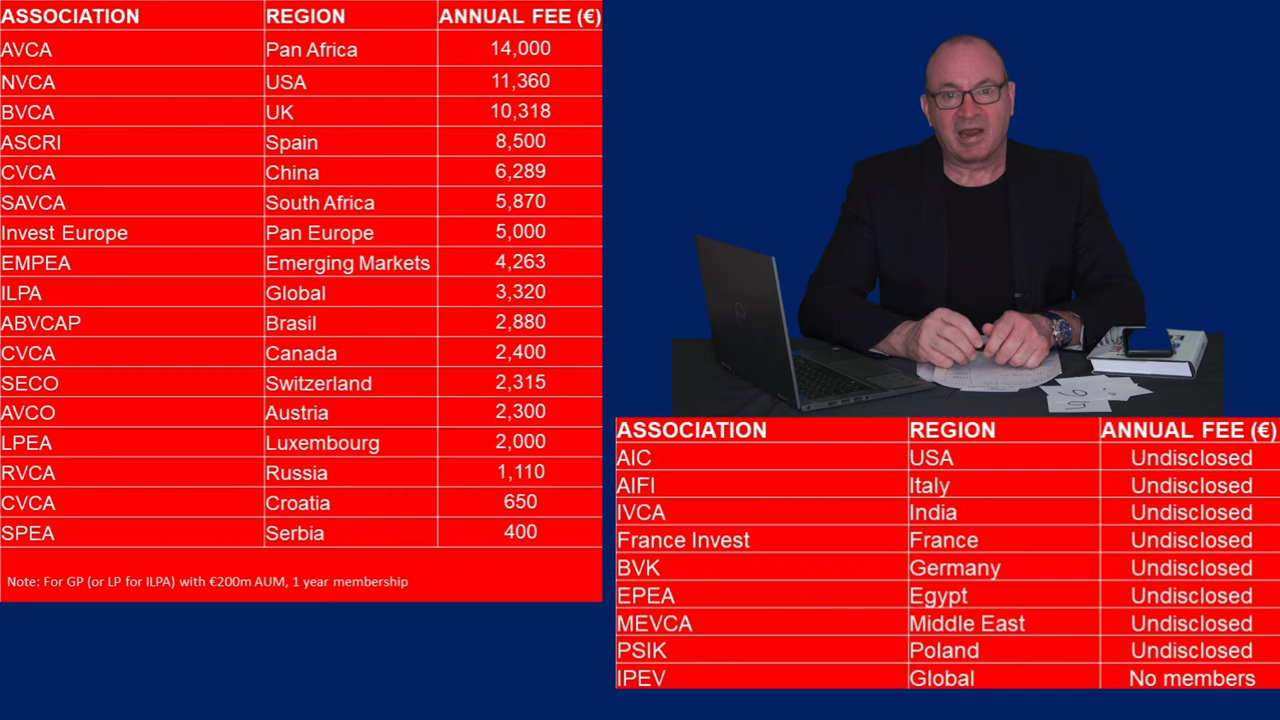 ASSOCIATION REGION ANNUAL FEE (€)
AVCA Pan Africa 14,000
NVCA USA 11,360
BVCA UK 10,318
ASCRI Spain 8,500
CVCA China 6,289
SAVCA South Africa 5,870
Invest Europe Pan Europe 5,000
EMPEA Emerging Markets 4,263
ILPA Global 3,320
ABVCAP Brasil 2,880
CVCA Canada 2,400
SECO Switzerland 2,315
AVCO Austria 2,300
LPEA Luxembourg 2,000
RVCA Russia 1,110
CVCA Croatia 650
SPEA Serbia 400
Note: For GP (or LP for ILPA) with €200m AUM, 1 year membership
ASSOCIATION REGION ANNUAL FEE (€)
AIC USA Undisclosed
AIFI Italy Undisclosed
IVCA India Undisclosed
France Invest France Undisclosed
BVK Germany Undisclosed
EPEA Egypt Undisclosed
MEVCA Middle East Undisclosed
PSIK Poland Undisclosed
IPEV Global No members